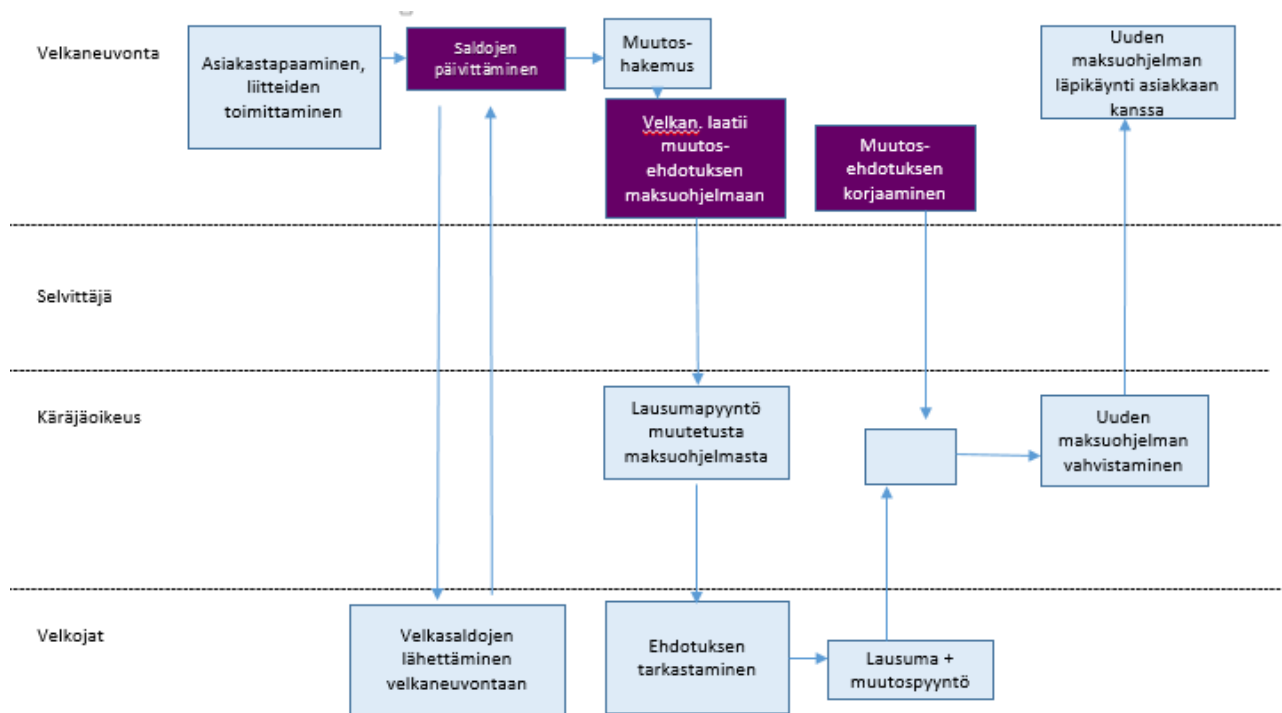 Velkaneuvonta
Asiakastapaaminen,
liitteiden
toimittaminen
Saldojen
päivittäminen
Muutos-
hakemus
Velkan. laatii
muutos-
ehdotuksen
maksuohjelmaan
Muutos-
ehdotuksen
korjaaminen
Uuden
maksuohjelman
läpikäynti asiakkaan
kanssa
Selvittäjä
Käräjäoikeus
Lausumapyyntö
muutetusta
maksuohjelmasta
Uuden
maksuohjelman
vahvistaminen
Velkojat
Velkasaldojen
lähettäminen
velkaneuvontaan
Ehdotuksen
tarkastaminen
Lausuma +
muutospyyntö